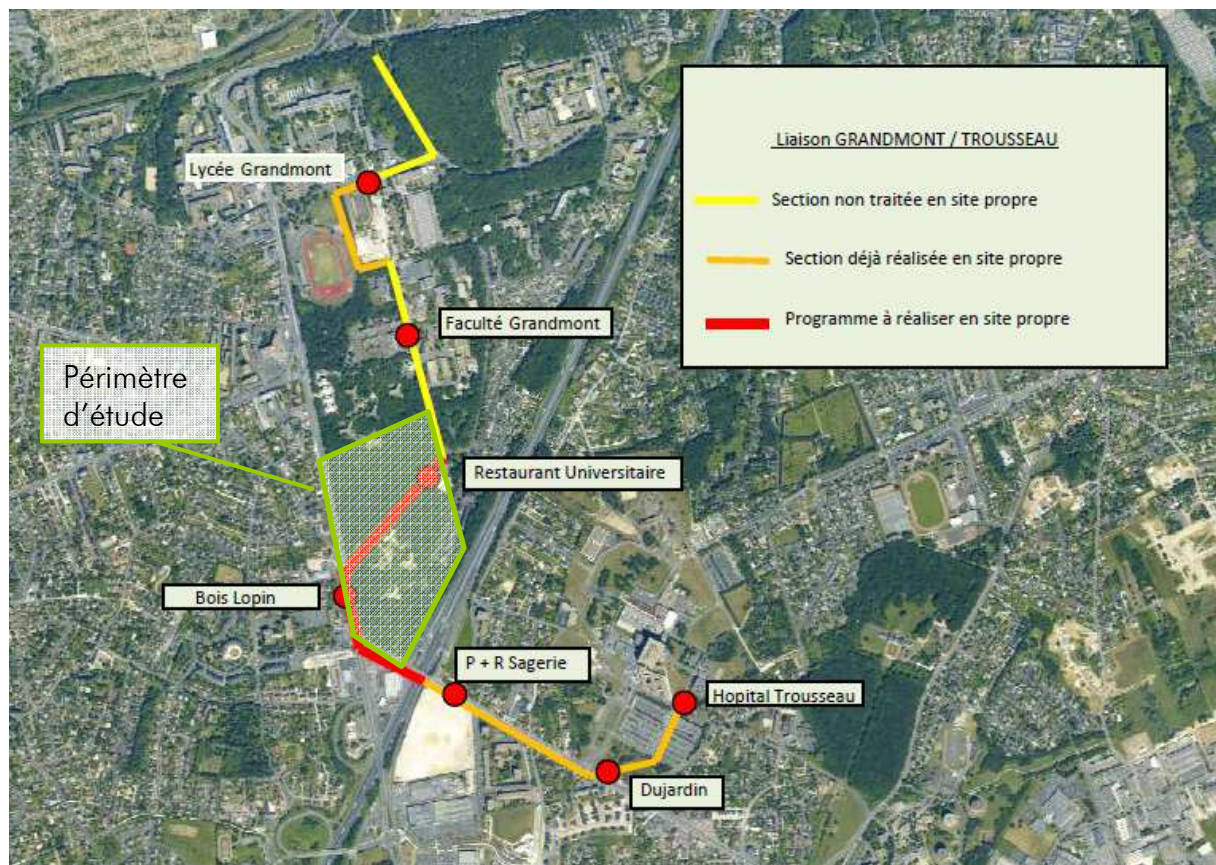 Liaison GRANDMONT / TROUSSEAU
Section non traitée en site propre
Section déjà réalisée en site propre
Programme à réaliser en site propre
Lycée Grandmont
Faculté Grandmont
Périmètre
d'étude
Restaurant Universitaire
Bois Lopin
P + R Sagerie
Hopital Trousseau
Dujardin